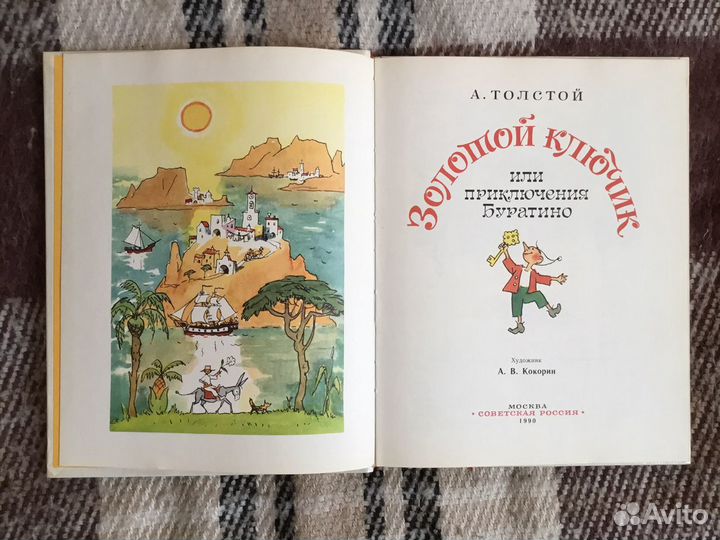 А. ТОЛСТОЙ
ЗОЛОТОЙ КЛЮЧИК
ИЛИ
ПРИКЛЮЧЕНИЯ
БУРАТИНО
Художник
А. В. Кокорин
МОСКВА
• СОВЕТСКАЯ РОССИЯ •
1990
Avito